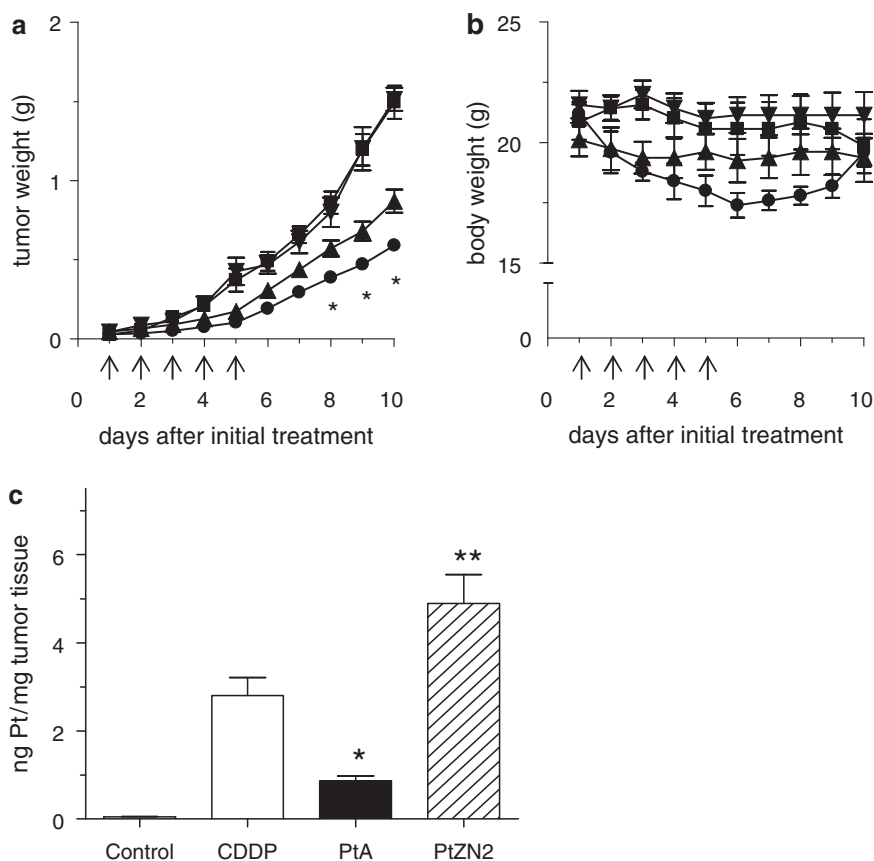 a
tumor weight (g)
2
1
0
*
*
*
0 2 4 6 8 10
days after initial treatment
b
body weight (g)
25
20
15
0
0 2 4 6 8 10
days after initial treatment
c
ng Pt/mg tumor tissue
6
4
2
0
*
**
Control CDDP PtA PtZN2